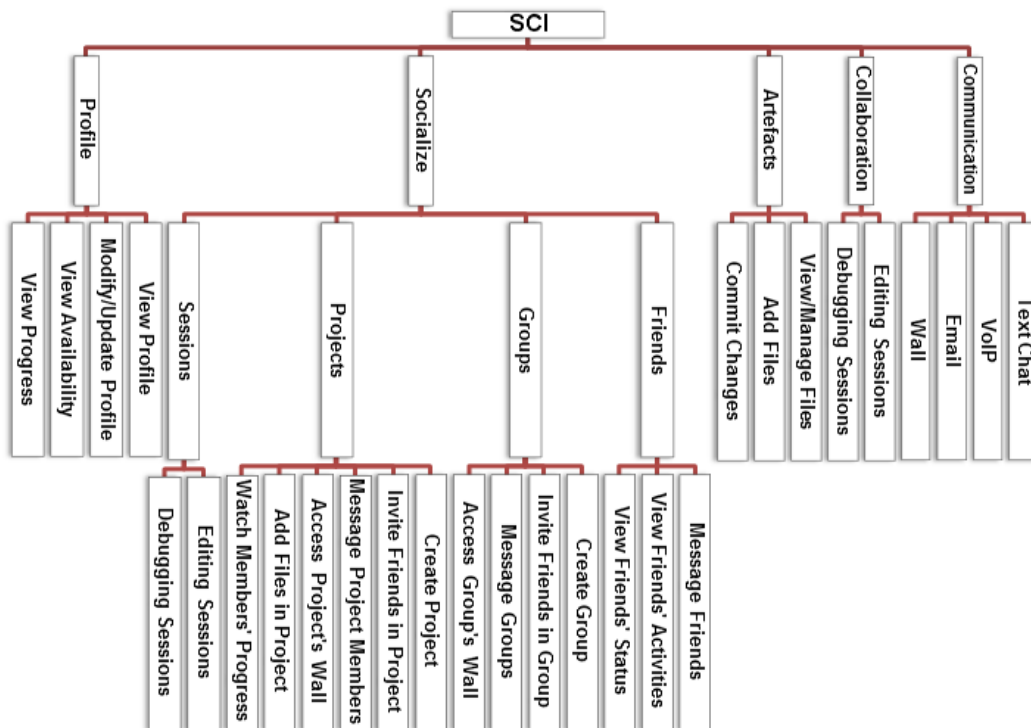 SCI
Profile
Socialize
Artefacts
Collaboration
Communication
View Progress
View Availability
Modify/Update Profile
View Profile
Sessions
Projects
Groups
Friends
Commit Changes
Add Files
View/Manage Files
Debugging Sessions
Editing Sessions
Wall
Email
VoIP
Text Chat
Debugging Sessions
Editing Sessions
Watch Members' Progress
Add Files in Project
Access Project's Wall
Message Project Members
Invite Friends in Project
Create Project
Access Group's Wall
Message Groups
Invite Friends in Group
Create Group
View Friends' Status
View Friends' Activities
Message Friends